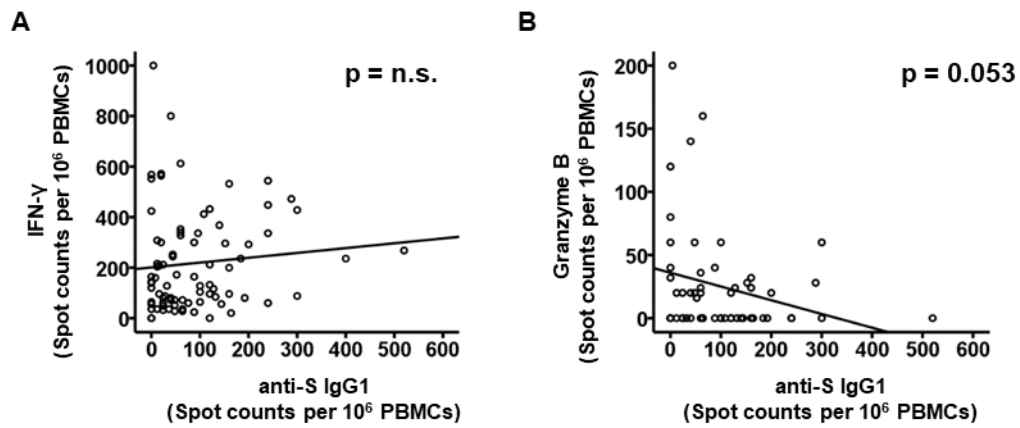 A
IFN-γ
(Spot counts per 10⁶ PBMCs)
1000
800
600
400
200
0
p = n.s.
0 100 200 300 400 500 600
anti-S IgG1
(Spot counts per 10⁶ PBMCs)
B
Granzyme B
(Spot counts per 10⁶ PBMCs)
200
150
100
50
0
p = 0.053
0 100 200 300 400 500 600
anti-S IgG1
(Spot counts per 10⁶ PBMCs)